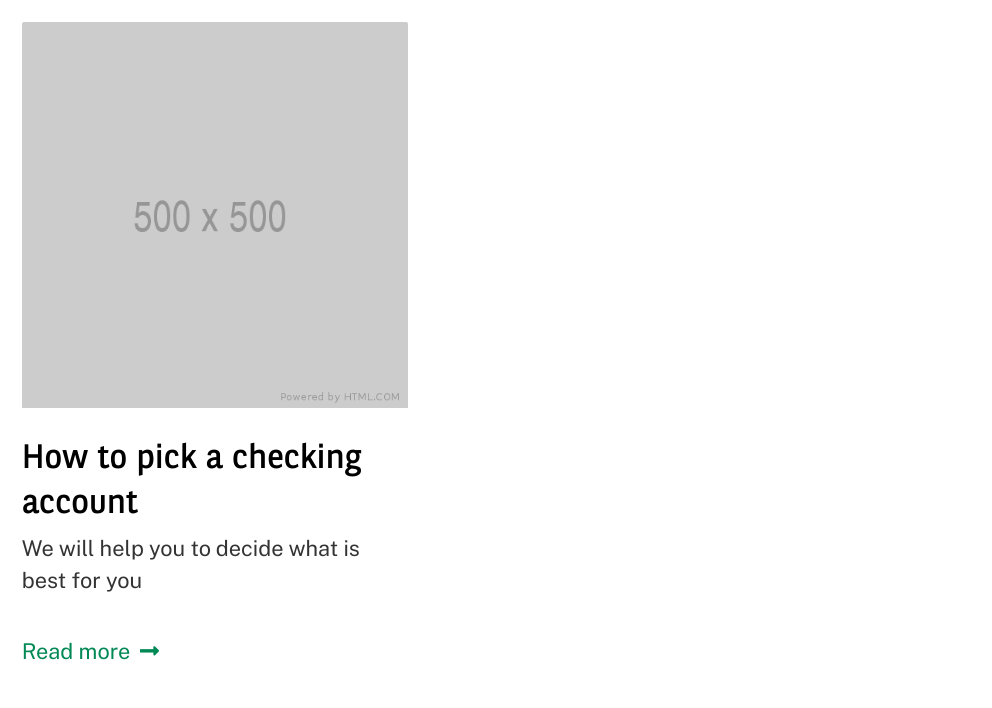 500 x 500
Powered by HTML.COM
How to pick a checking
account
We will help you to decide what is
best for you
Read more